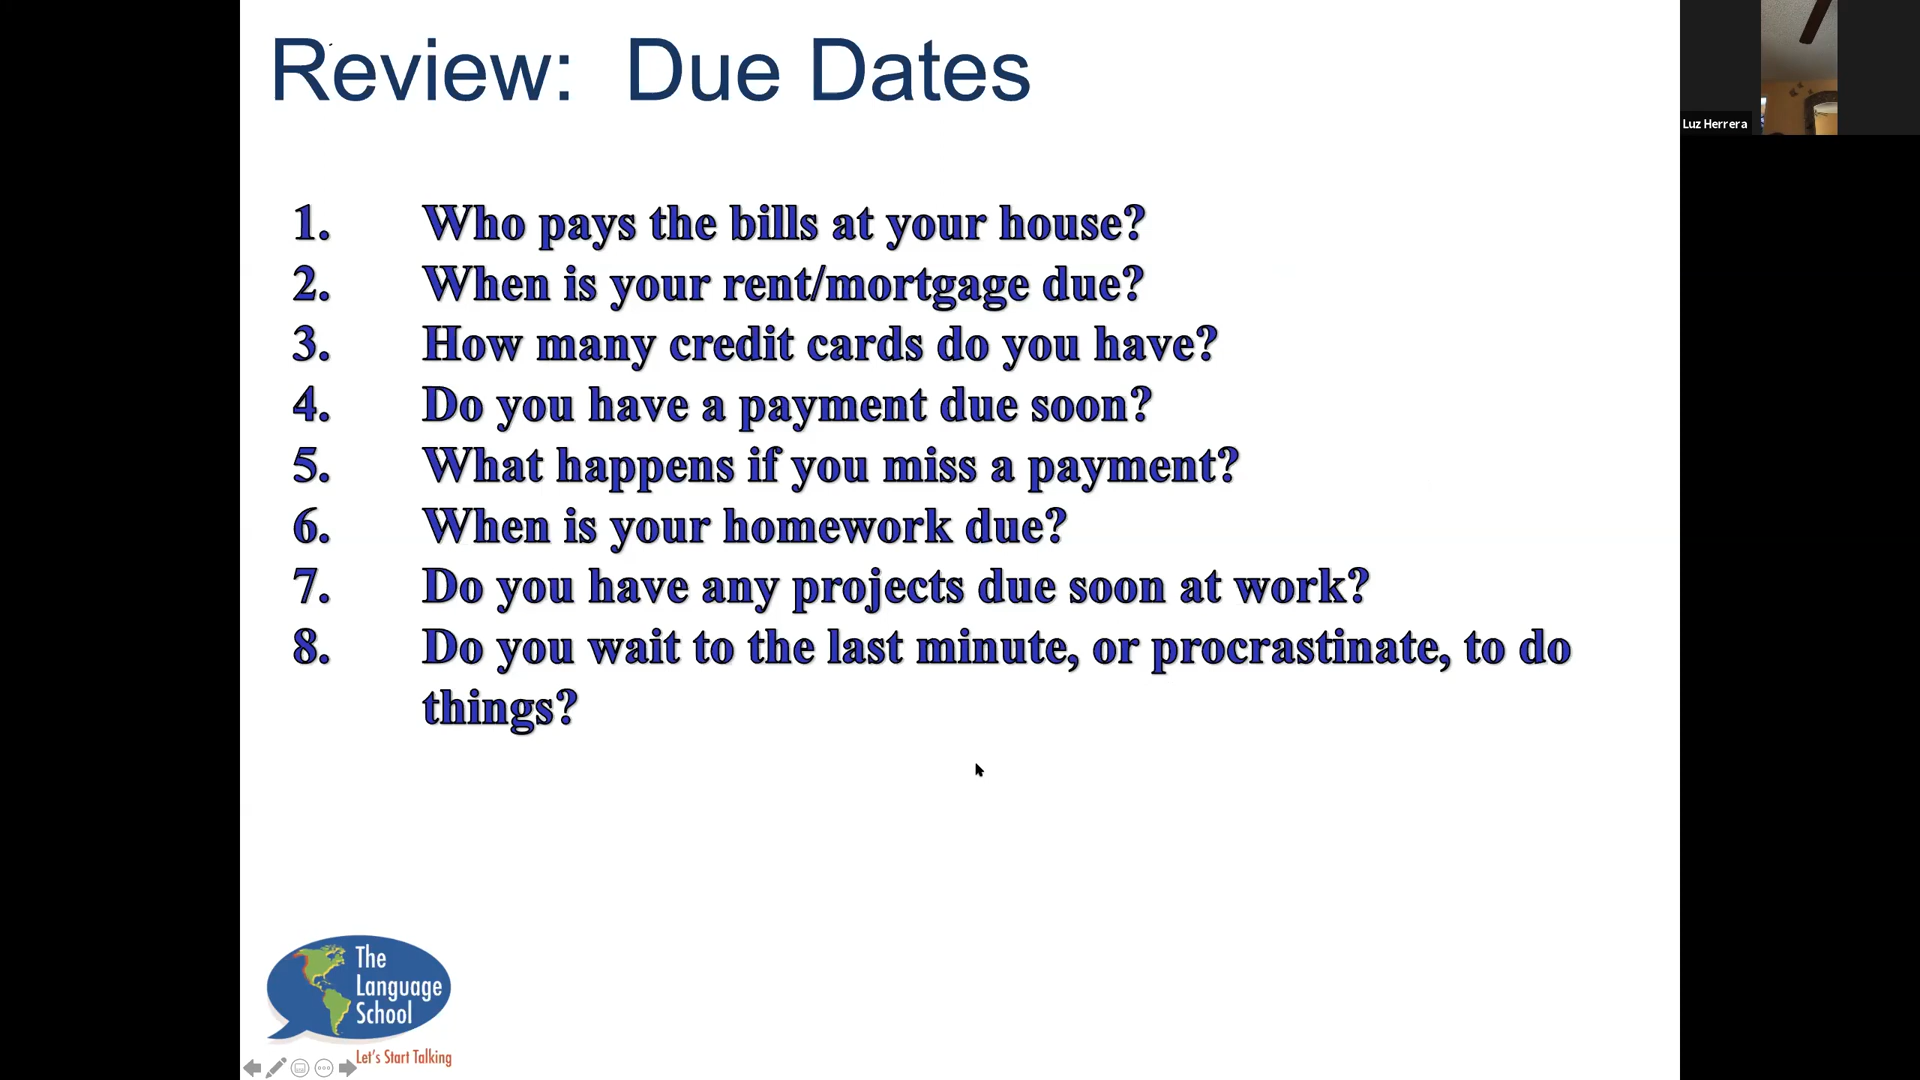 Review:  Due Dates
Luz Herrera
1. Who pays the bills at your house?
2. When is your rent/mortgage due?
3. How many credit cards do you have?
4. Do you have a payment due soon?
5. What happens if you miss a payment?
6. When is your homework due?
7. Do you have any projects due soon at work?
8. Do you wait to the last minute, or procrastinate, to do
things?
The
Language
School
Let's Start Talking